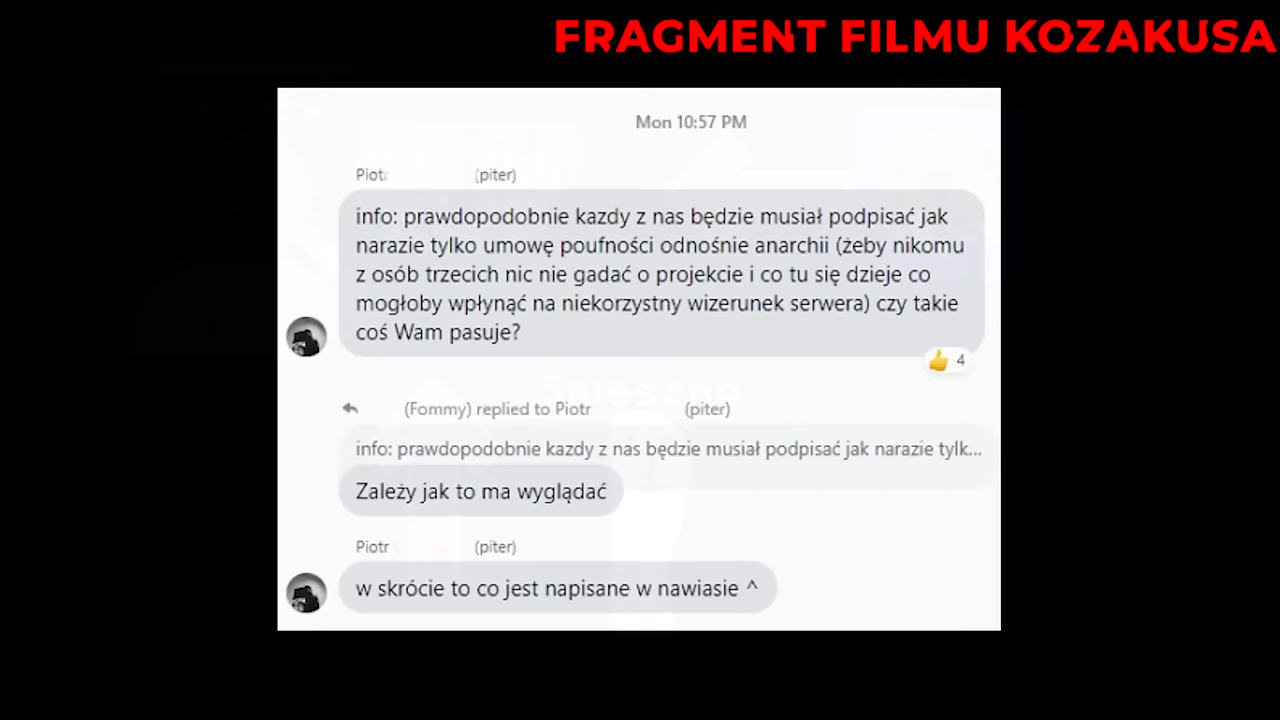 FRAGMENT FILMU KOZAKUSA
Mon 10:57 PM
Piotr (piter)
info: prawdopodobnie kazdy z nas będzie musiał podpisać jak
narazie tylko umowę poufności odnośnie anarchii (żeby nikomu
z osób trzecich nic nie gadać o projekcie i co tu się dzieje co
mogłoby wpłynąć na niekorzystny wizerunek serwera) czy takie
coś Wam pasuje?
4
(Fommy) replied to Piotr (piter)
info: prawdopodobnie kazdy z nas będzie musiał podpisać jak narazie tylk...
Zależy jak to ma wyglądać
Piotr (piter)
w skrócie to co jest napisane w nawiasie ^